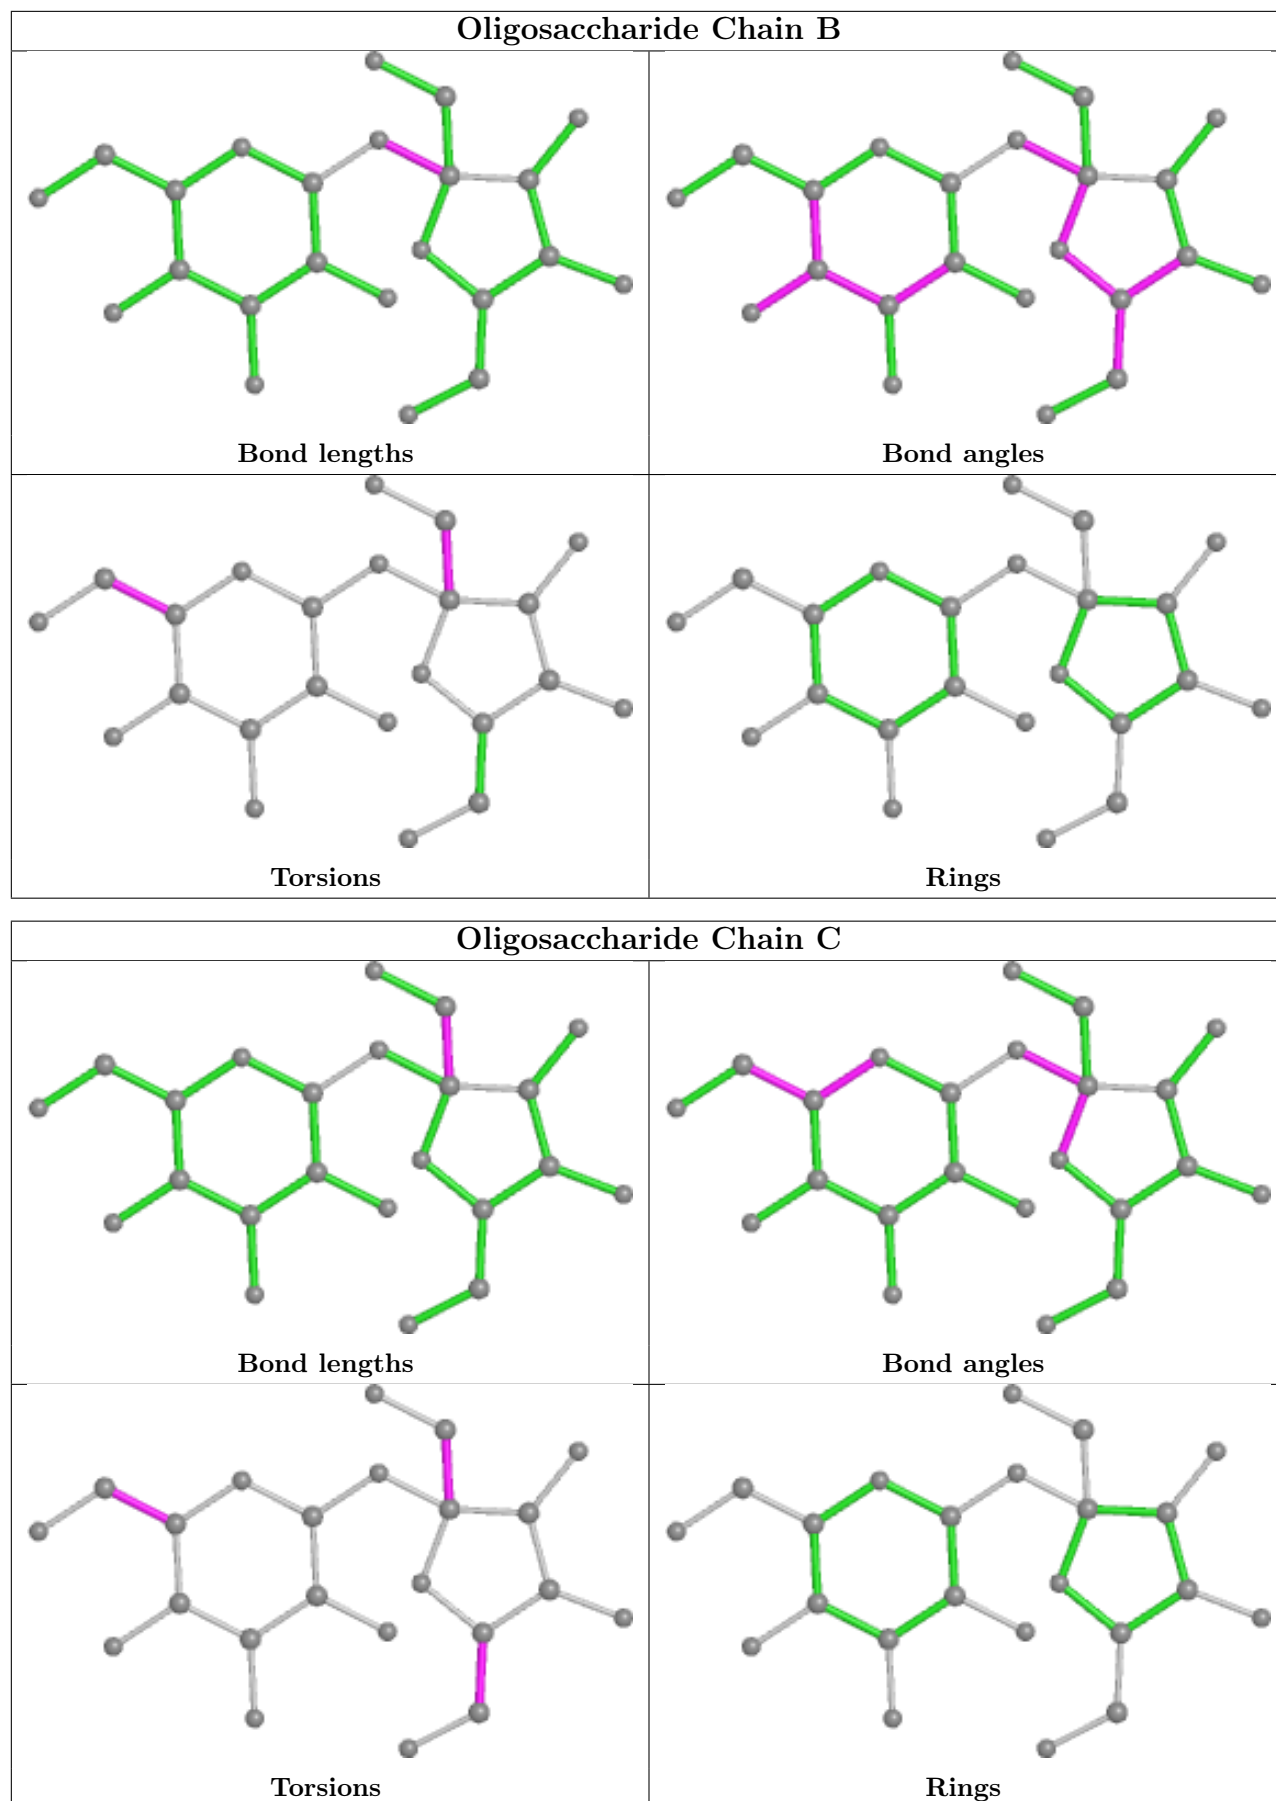 Oligosaccharide Chain B
Bond lengths
Bond angles
Torsions
Rings
Oligosaccharide Chain C
Bond lengths
Bond angles
Torsions
Rings